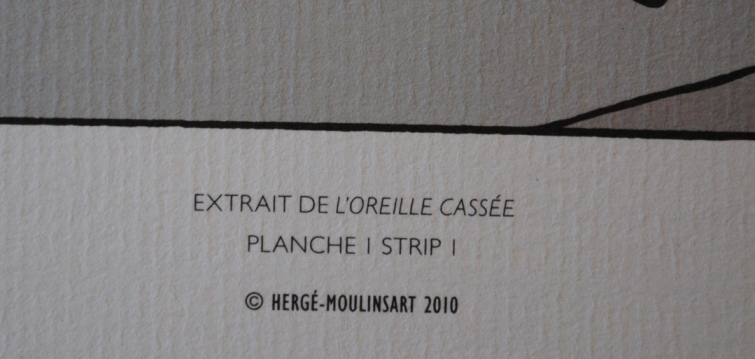 EXTRAIT DE L'OREILLE CASSÉE
PLANCHE 1 STRIP 1
© HERGÉ-MOULINSART 2010